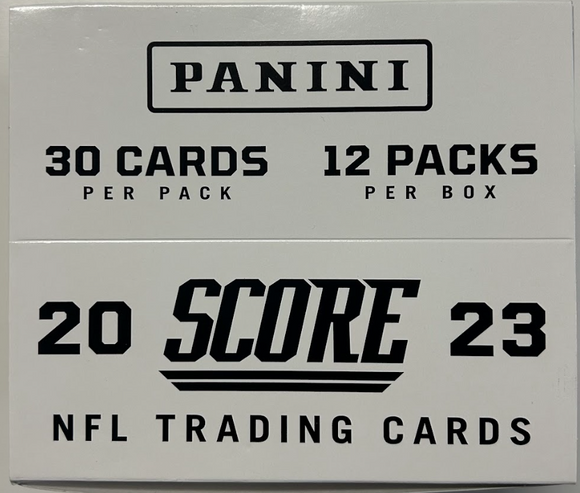 PANINI
30 CARDS 12 PACKS
PER PACK PER BOX
20 SCORE 23
NFL TRADING CARDS